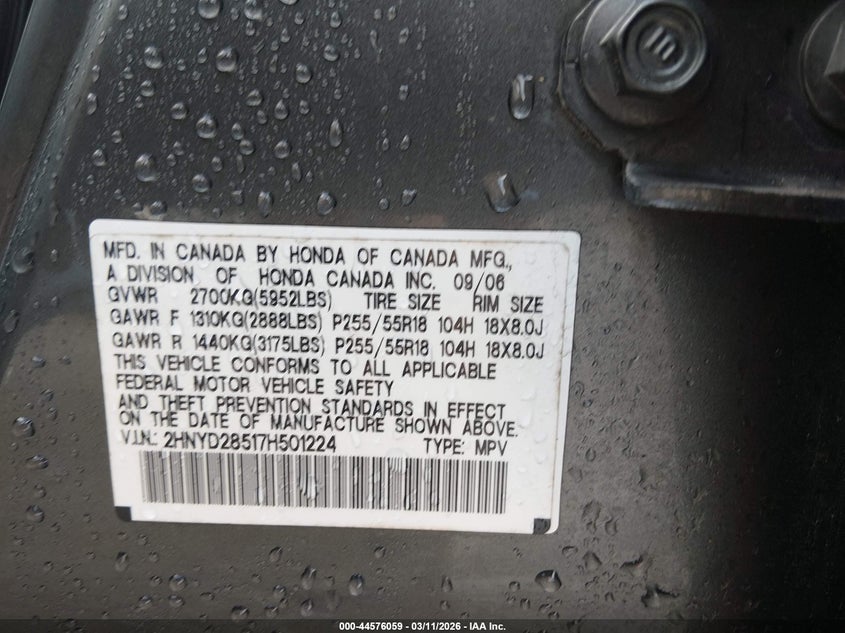 10
MFD. IN CANADA BY HONDA OF CANADA MFG.,
A DIVISION OF HONDA CANADA INC. 09/06
GVWR 2700KG(5952LBS) TIRE SIZE RIM SIZE
GAWR F 1310KG(2888LBS) P255/55R18 104H 18X8.0J
GAWR R 1440KG(3175LBS) P255/55R18 104H 18X8.0J
THIS VEHICLE CONFORMS TO ALL APPLICABLE
FEDERAL MOTOR VEHICLE SAFETY
AND THEFT PREVENTION STANDARDS IN EFFECT
ON THE DATE OF MANUFACTURE SHOWN ABOVE.
V.I.N.: 2HNYD28517H501224 TYPE: MPV
000-44576059 - 03/11/2026 - IAA Inc.